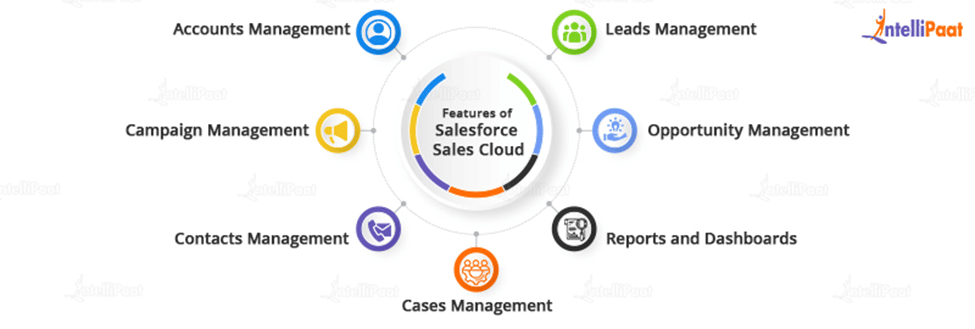 Accounts Management
Leads Management
IntelliPaat
Features of
Salesforce
Sales Cloud
Campaign Management
Opportunity Management
Contacts Management
Reports and Dashboards
Cases Management